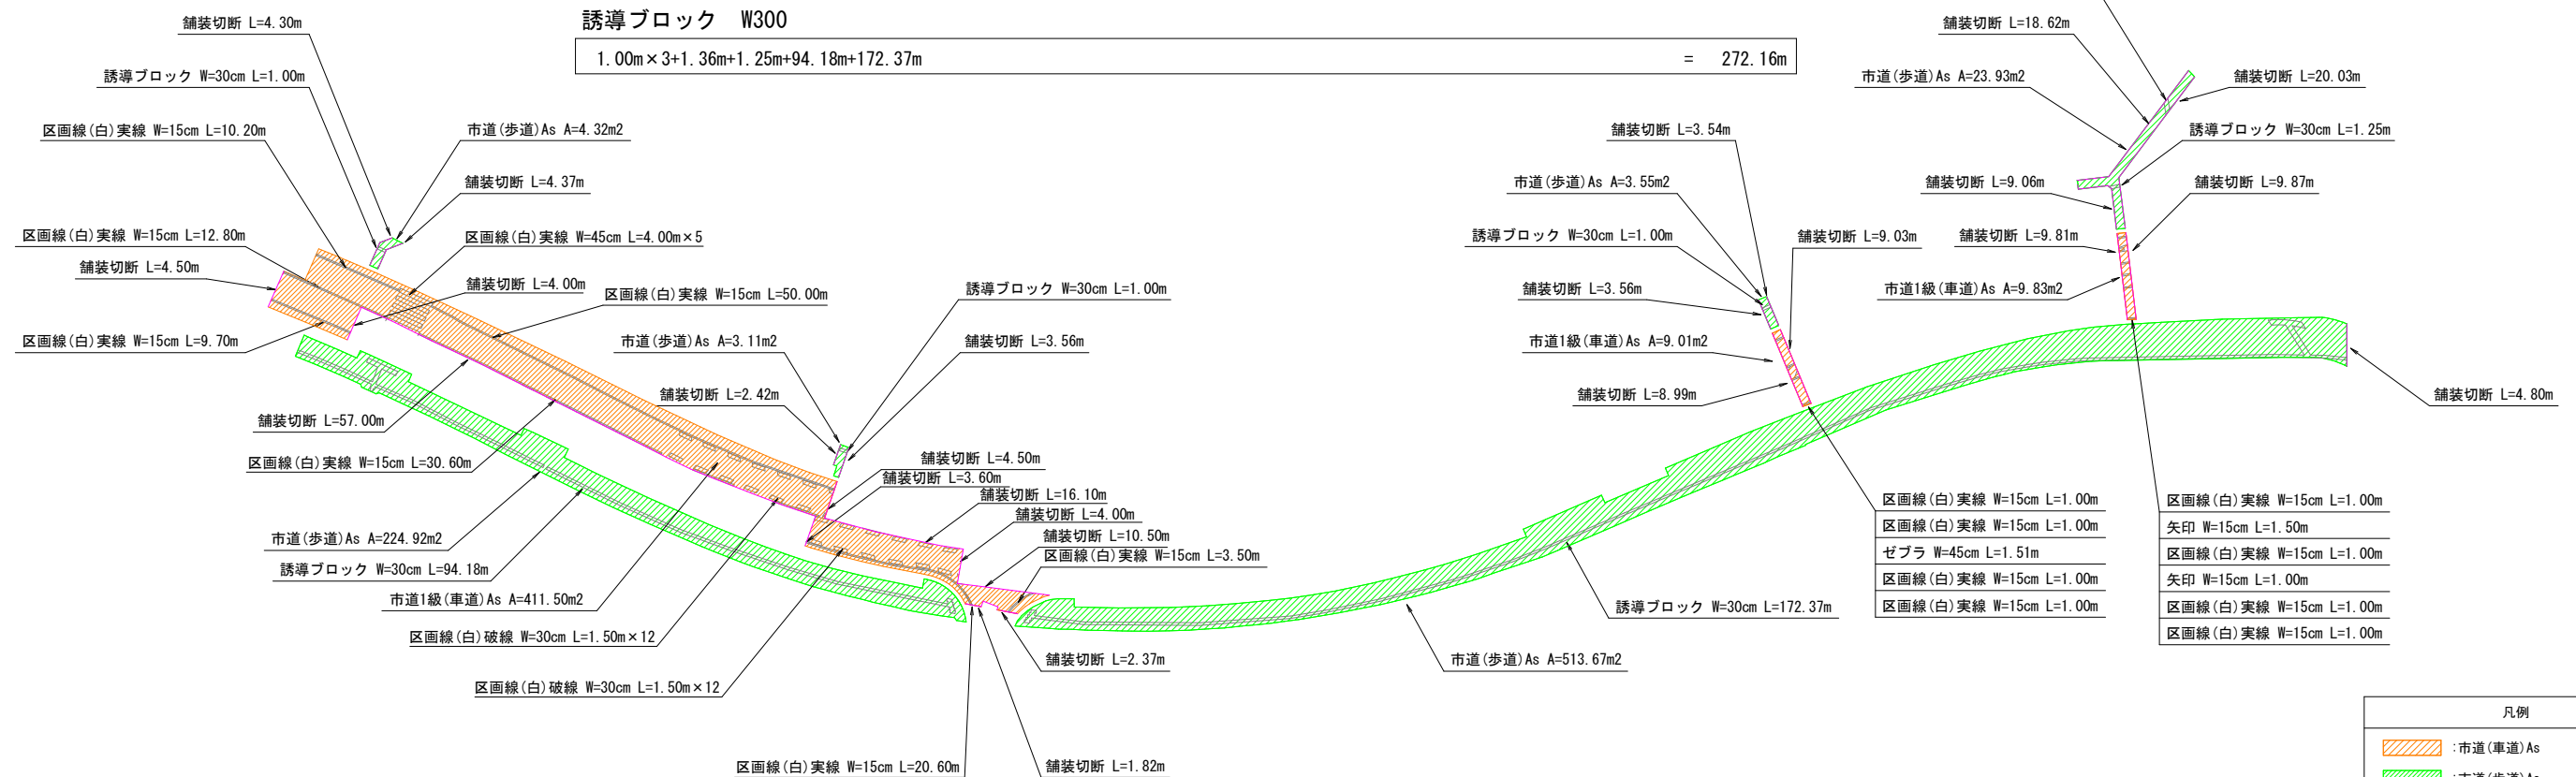 誘導ブロック　W300
1.00m×3+1.36m+1.25m+94.18m+172.37m = 272.16m
舗装切断 L=4.30m
誘導ブロック W=30cm L=1.00m
区画線(白)実線 W=15cm L=10.20m
市道(歩道)As A=4.32m2
舗装切断 L=4.37m
区画線(白)実線 W=15cm L=12.80m
区画線(白)実線 W=45cm L=4.00m×5
舗装切断 L=4.50m
舗装切断 L=4.00m
区画線(白)実線 W=15cm L=50.00m
誘導ブロック W=30cm L=1.00m
区画線(白)実線 W=15cm L=9.70m
市道(歩道)As A=3.11m2
舗装切断 L=3.56m
舗装切断 L=2.42m
舗装切断 L=57.00m
区画線(白)実線 W=15cm L=30.60m
舗装切断 L=4.50m
舗装切断 L=3.60m
舗装切断 L=16.10m
舗装切断 L=4.00m
舗装切断 L=10.50m
区画線(白)実線 W=15cm L=3.50m
市道(歩道)As A=224.92m2
誘導ブロック W=30cm L=94.18m
市道1級(車道)As A=411.50m2
区画線(白)破線 W=30cm L=1.50m×12
区画線(白)破線 W=30cm L=1.50m×12
舗装切断 L=2.37m
区画線(白)実線 W=15cm L=20.60m
舗装切断 L=1.82m
舗装切断 L=18.62m
市道(歩道)As A=23.93m2
舗装切断 L=20.03m
舗装切断 L=3.54m
誘導ブロック W=30cm L=1.25m
市道(歩道)As A=3.55m2
舗装切断 L=9.06m
舗装切断 L=9.87m
誘導ブロック W=30cm L=1.00m
舗装切断 L=9.03m
舗装切断 L=9.81m
舗装切断 L=3.56m
市道1級(車道)As A=9.83m2
市道1級(車道)As A=9.01m2
舗装切断 L=8.99m
舗装切断 L=4.80m
区画線(白)実線 W=15cm L=1.00m
区画線(白)実線 W=15cm L=1.00m
ゼブラ W=45cm L=1.51m
区画線(白)実線 W=15cm L=1.00m
区画線(白)実線 W=15cm L=1.00m
区画線(白)実線 W=15cm L=1.00m
矢印 W=15cm L=1.50m
区画線(白)実線 W=15cm L=1.00m
矢印 W=15cm L=1.00m
区画線(白)実線 W=15cm L=1.00m
区画線(白)実線 W=15cm L=1.00m
誘導ブロック W=30cm L=172.37m
市道(歩道)As A=513.67m2
凡例
:市道(車道)As
:市道(歩道)As